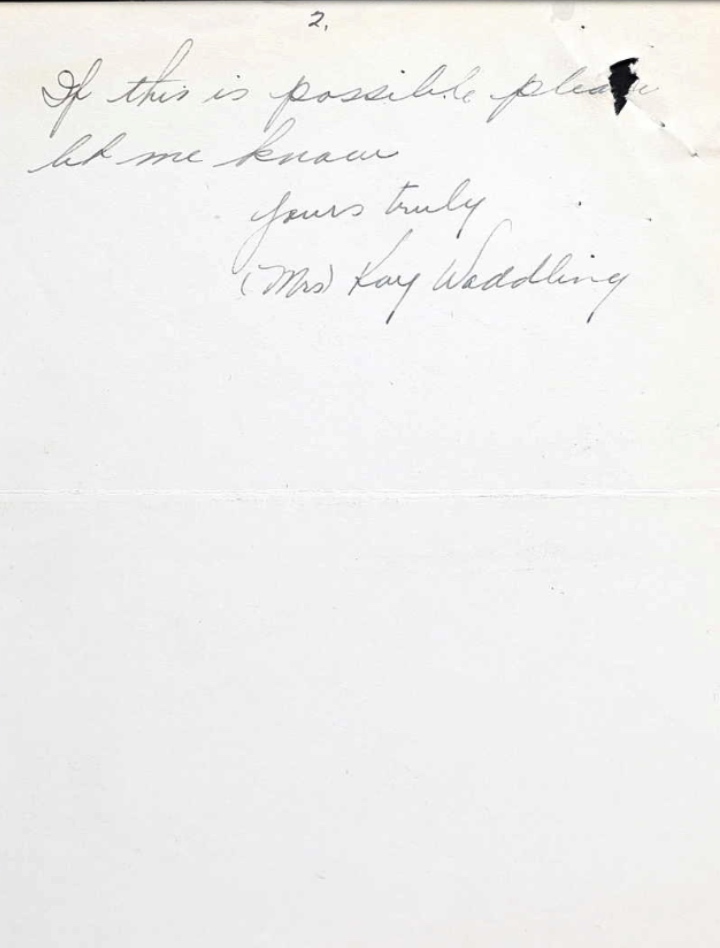 2.
If this is possible please
let me know
yours truly
(Mrs) Kay Waddling